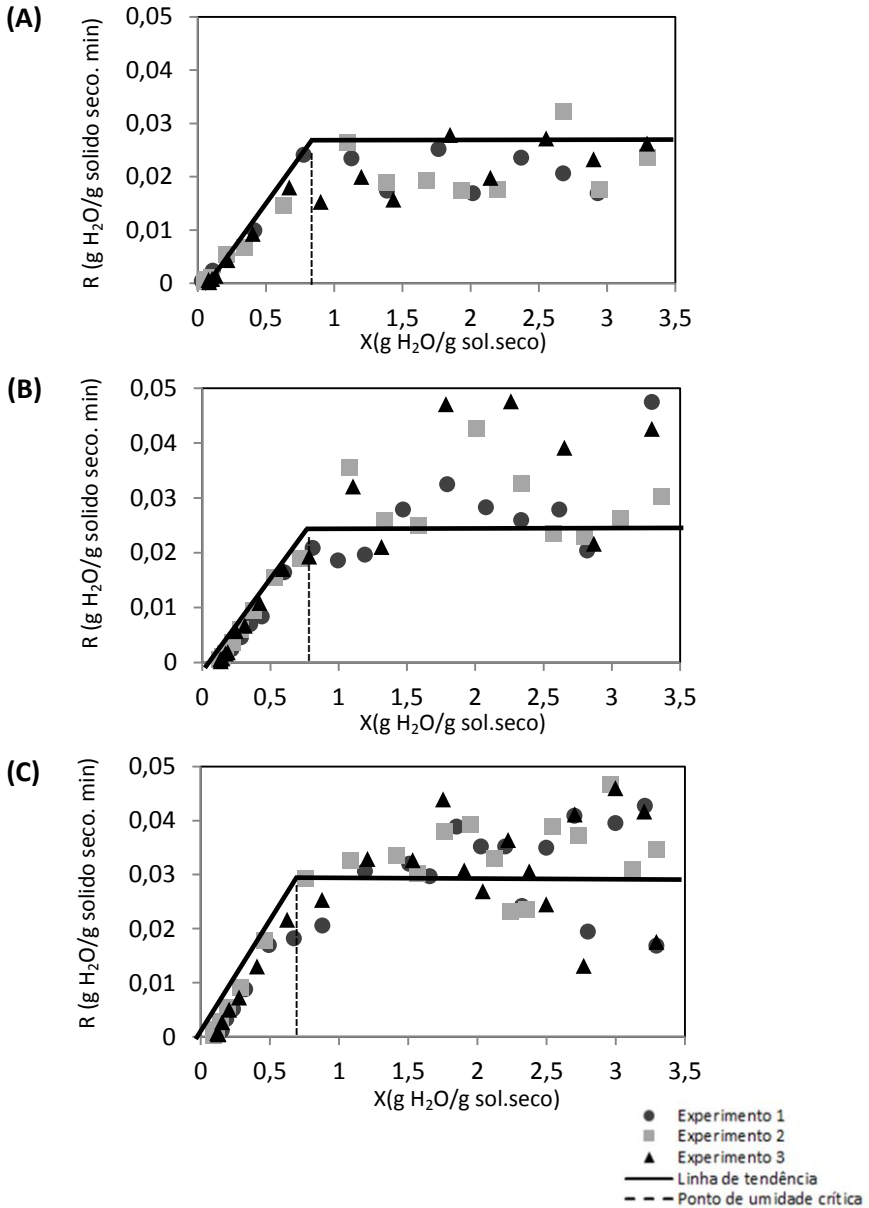 (A)
R (g H₂O/g solido seco. min)
0,05
0,04
0,03
0,02
0,01
0
0 0,5 1 1,5 2 2,5 3 3,5
X(g H₂O/g sol.seco)
(B)
R (g H₂O/g solido seco. min)
0,05
0,04
0,03
0,02
0,01
0
0 0,5 1 1,5 2 2,5 3 3,5
X(g H₂O/g sol.seco)
(C)
R (g H₂O/g solido seco. min)
0,05
0,04
0,03
0,02
0,01
0
0 0,5 1 1,5 2 2,5 3 3,5
X(g H₂O/g sol.seco)
Experimento 1
Experimento 2
Experimento 3
Linha de tendência
Ponto de umidade crítica